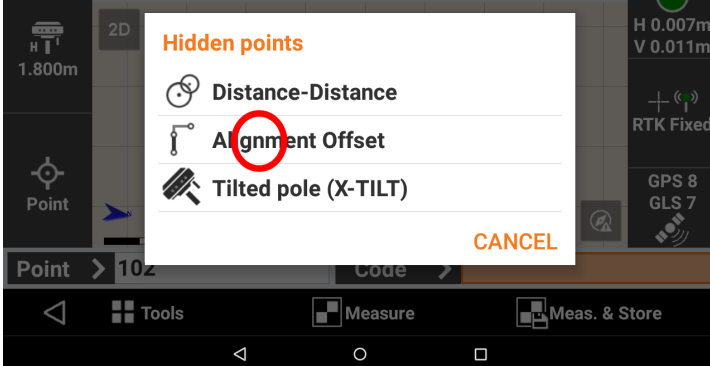 2D
H
1.800m
Point
Hidden points
Distance-Distance
Alignment Offset
Tilted pole (X-TILT)
CANCEL
H 0.007m
V 0.011m
RTK Fixed
GPS 8
GLS 7
Point
102
Code
Tools
Measure
Meas. & Store